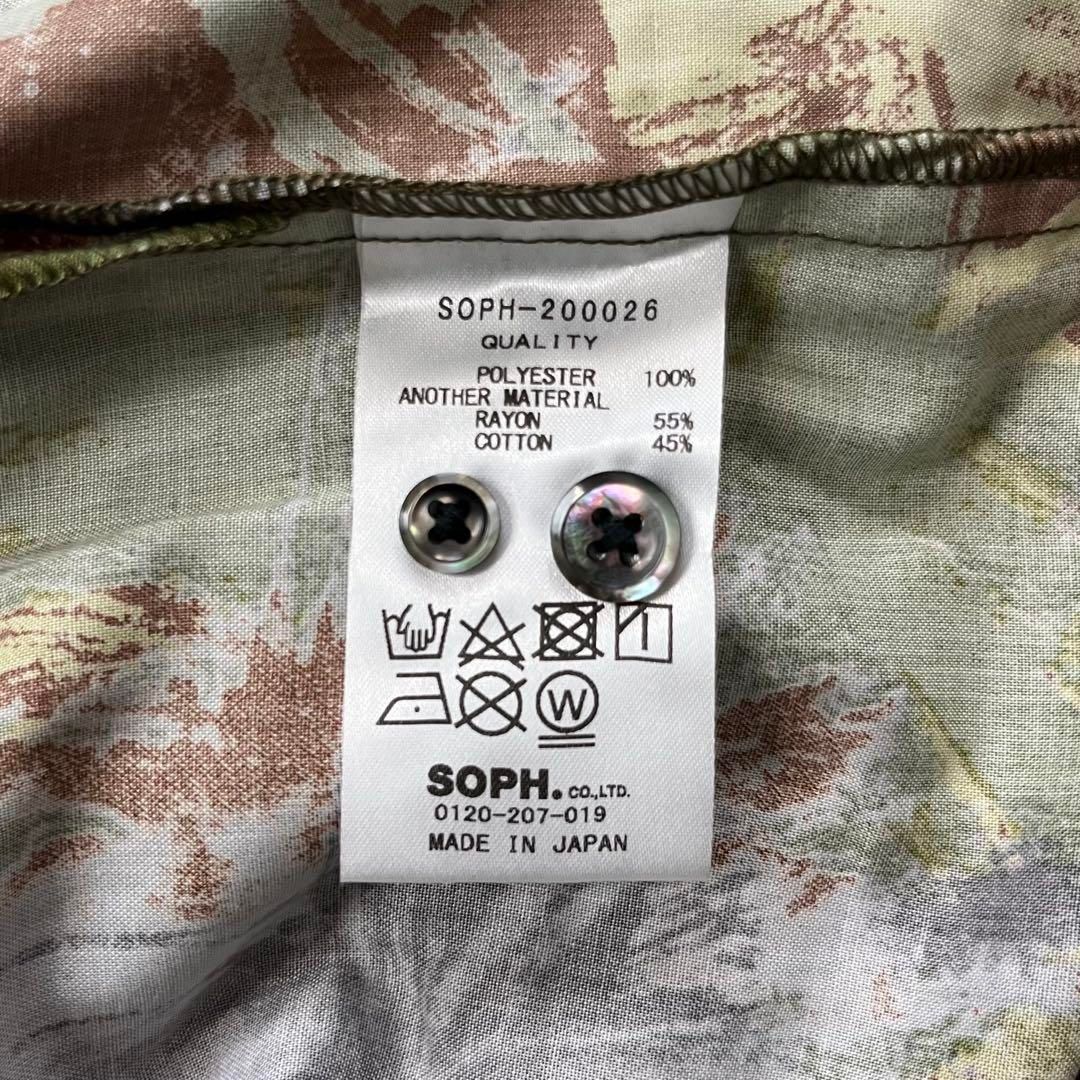 SOPH-200026
QUALITY
POLYESTER 100%
ANOTHER MATERIAL
RAYON 55%
COTTON 45%
W
SOPH. CO.,LTD.
0120-207-019
MADE IN JAPAN